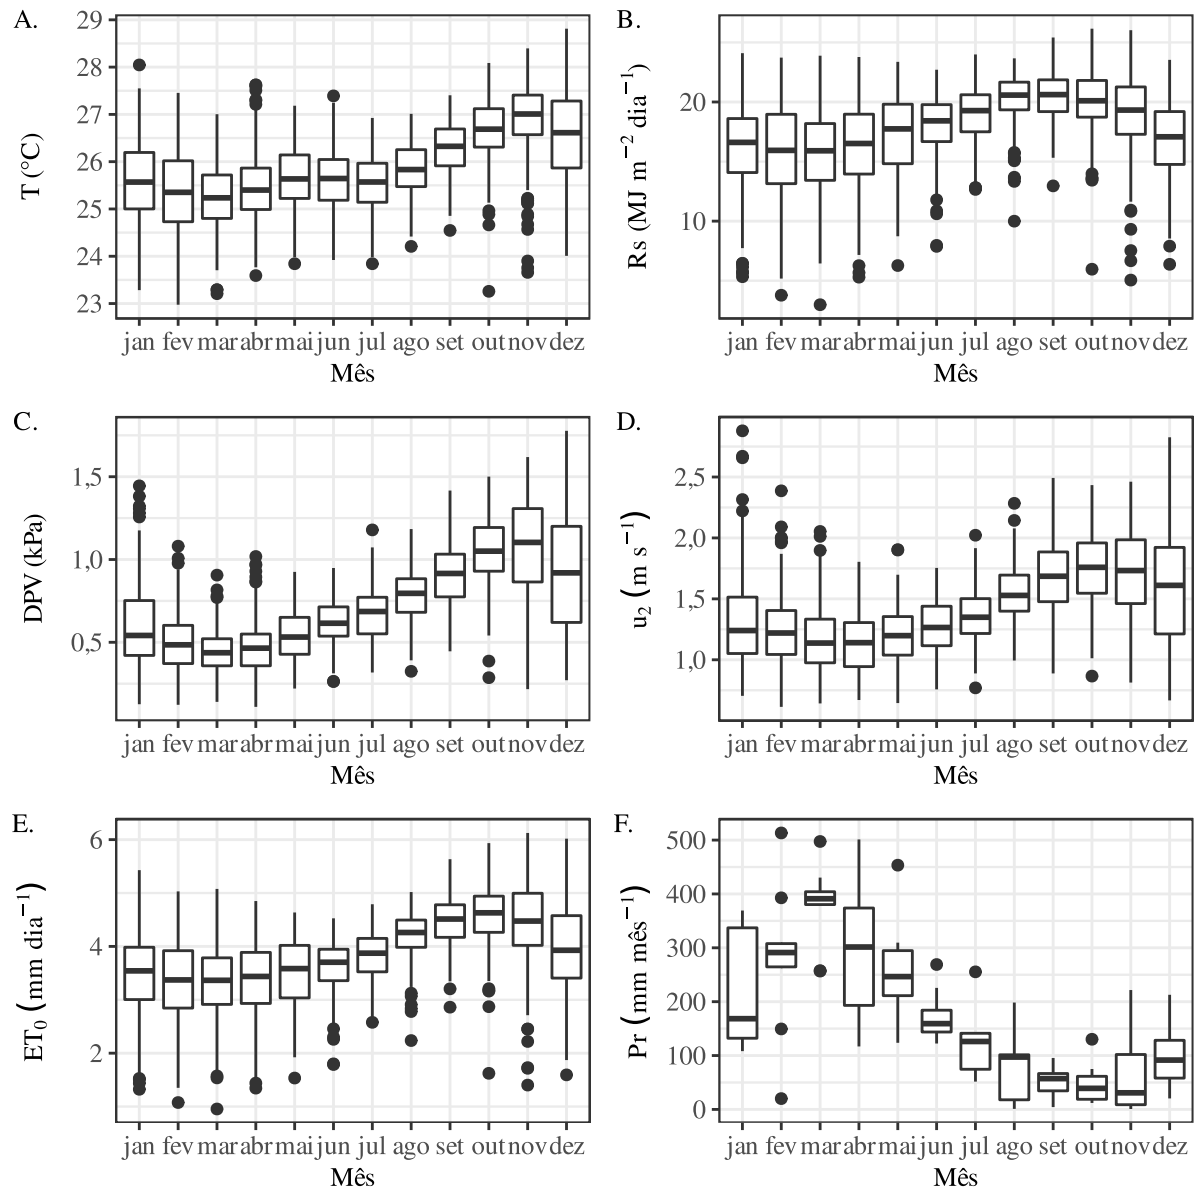 A.
T (°C)
29
28
27
26
25
24
23
jan fev mar abr mai jun jul ago set out nov dez
Mês
B.
Rs (MJ m⁻² dia⁻¹)
20
10
jan fev mar abr mai jun jul ago set out nov dez
Mês
C.
DPV (kPa)
1,5
1,0
0,5
jan fev mar abr mai jun jul ago set out nov dez
Mês
D.
u₂ (m s⁻¹)
2,5
2,0
1,5
1,0
jan fev mar abr mai jun jul ago set out nov dez
Mês
E.
ET₀ (mm dia⁻¹)
6
4
2
jan fev mar abr mai jun jul ago set out nov dez
Mês
F.
Pr (mm mês⁻¹)
500
400
300
200
100
0
jan fev mar abr mai jun jul ago set out nov dez
Mês